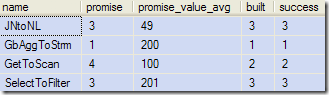 name promise promise_value_avg built success
JNtoNL 3 49 3 3
GbAggToStrm 1 200 1 1
GetToScan 4 100 2 2
SelectToFilter 3 201 3 3